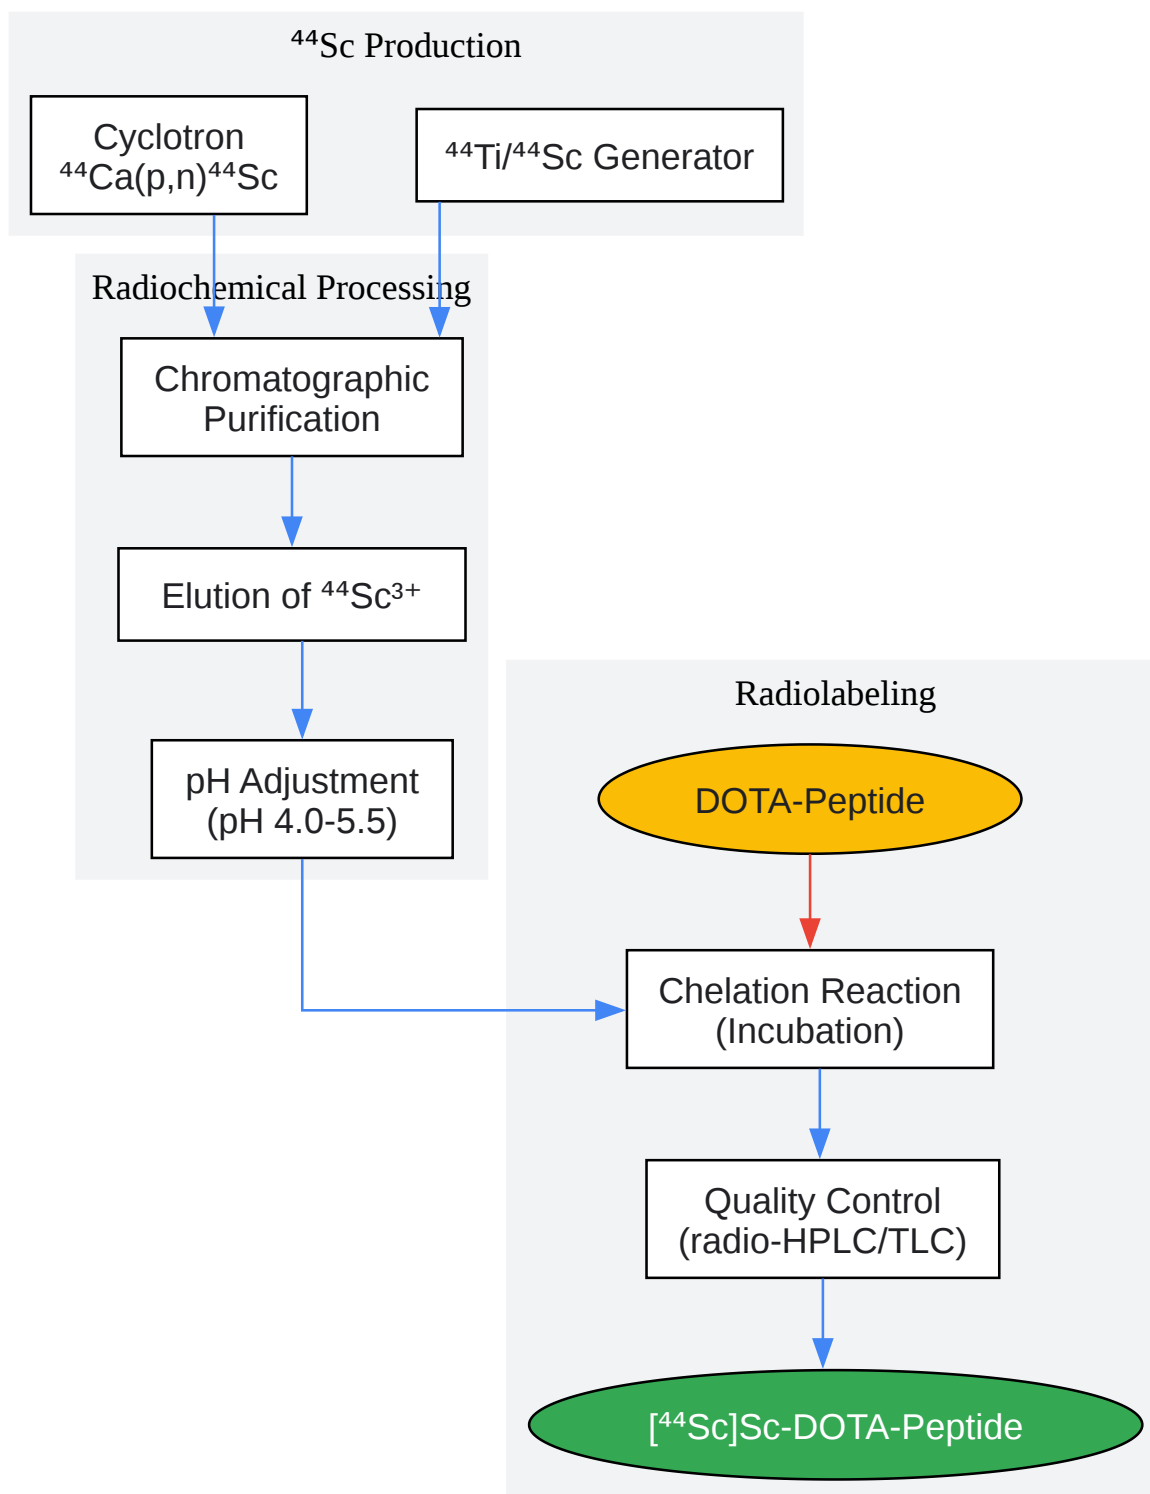 ⁴⁴Sc Production
Cyclotron
⁴⁴Ca(p,n)⁴⁴Sc
⁴⁴Ti/⁴⁴Sc Generator
Radiochemical Processing
Chromatographic
Purification
Elution of ⁴⁴Sc³⁺
pH Adjustment
(pH 4.0-5.5)
Radiolabeling
DOTA-Peptide
Chelation Reaction
(Incubation)
Quality Control
(radio-HPLC/TLC)
[⁴⁴Sc]Sc-DOTA-Peptide